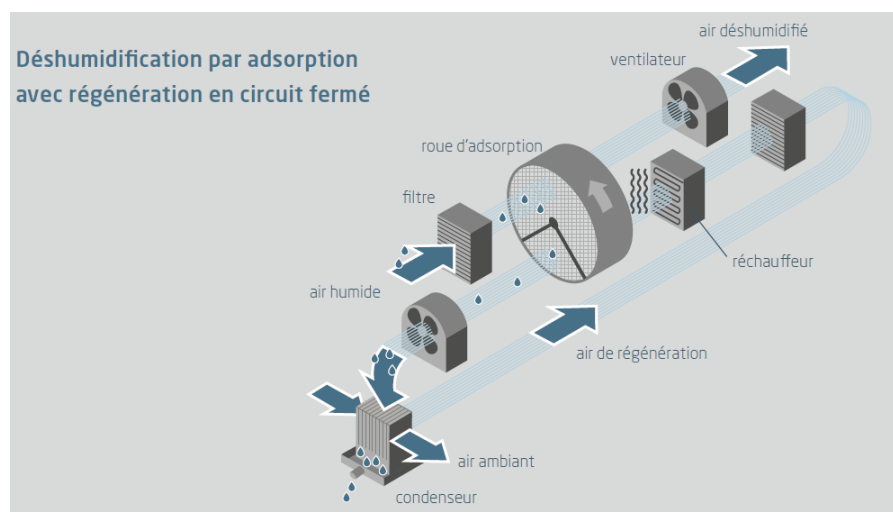 Déshumidification par adsorption
avec régénération en circuit fermé
air déshumidifié
ventilateur
roue d'adsorption
filtre
réchauffeur
air humide
air de régénération
air ambiant
condenseur